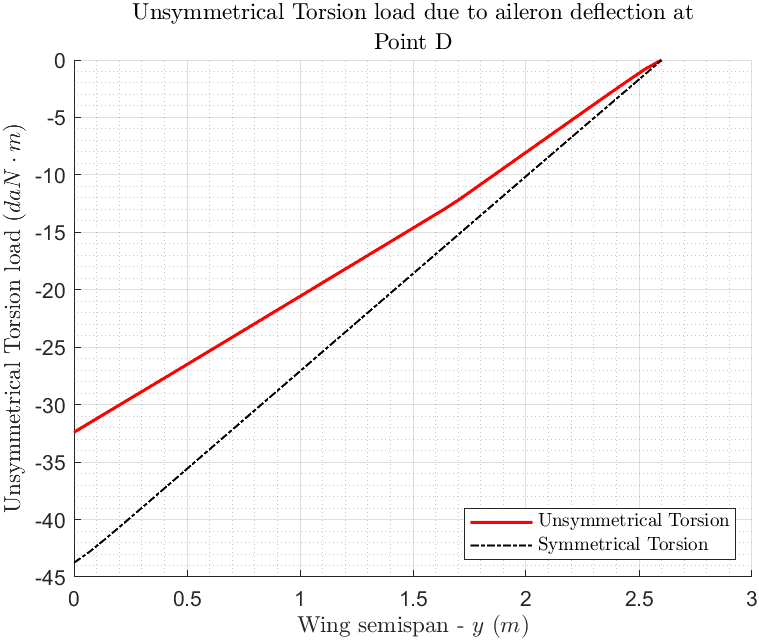 Unsymmetrical Torsion load due to aileron deflection at
Point D
Unsymmetrical Torsion load (daN · m)
0
-5
-10
-15
-20
-25
-30
-35
-40
-45
0 0.5 1 1.5 2 2.5 3
Wing semispan - y (m)
Unsymmetrical Torsion
Symmetrical Torsion